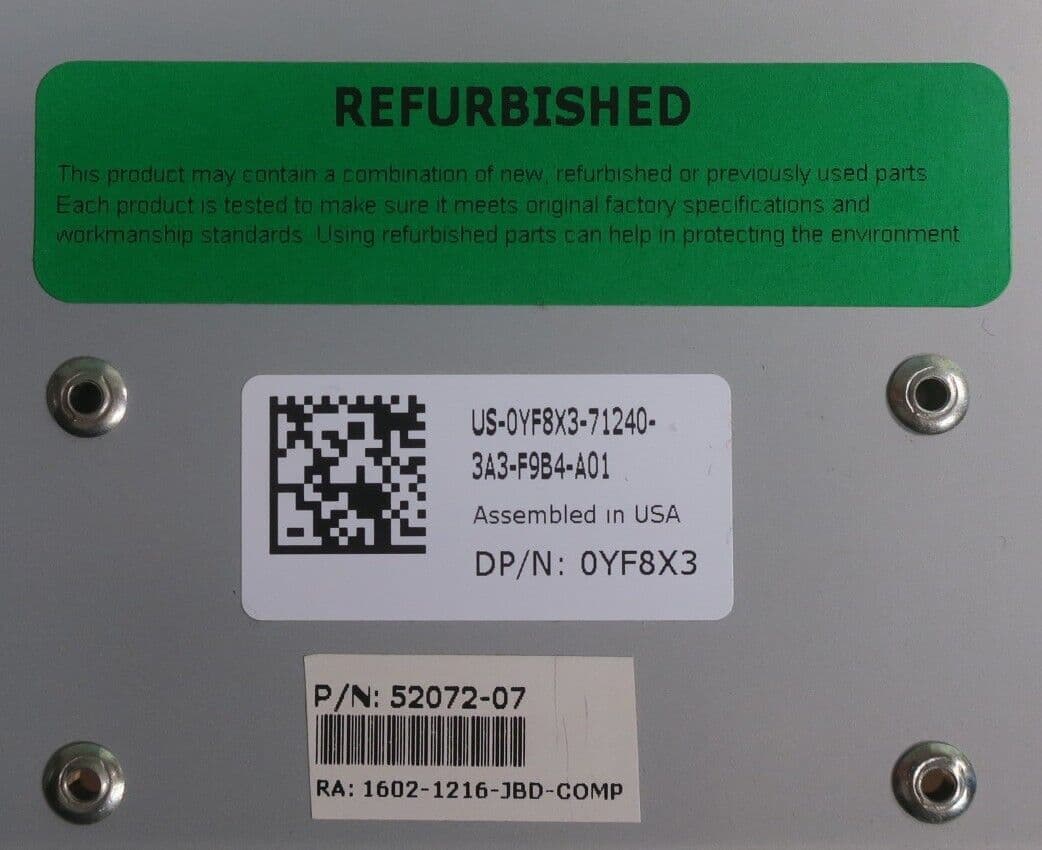 REFURBISHED
This product may contain a combination of new, refurbished or previously used parts
Each product is tested to make sure it meets original factory specifications and
workmanship standards. Using refurbished parts can help in protecting the environment
US-0YF8X3-71240-
3A3-F9B4-A01
Assembled in USA
DP/N: 0YF8X3
P/N: 52072-07
RA: 1602-1216-JBD-COMP